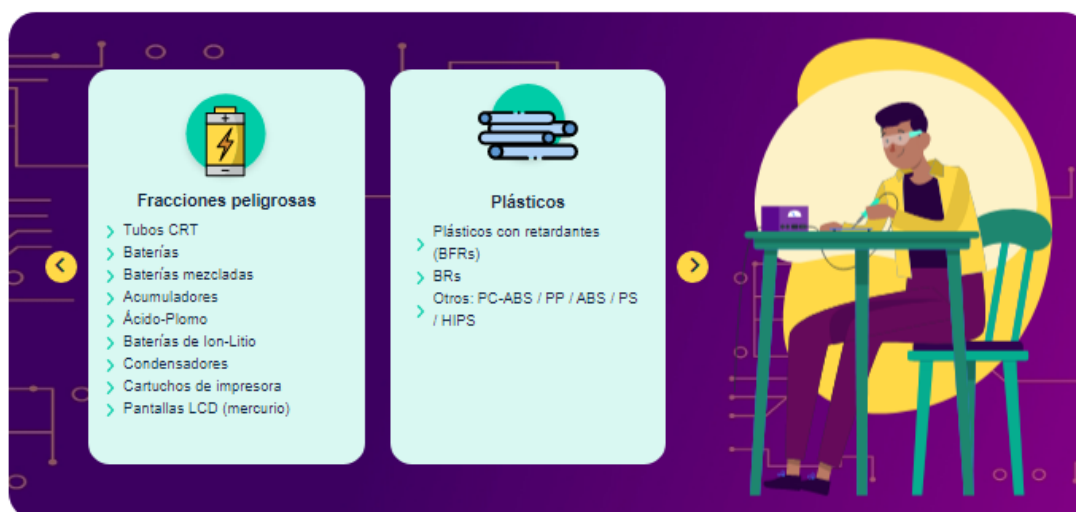 Fracciones peligrosas
Tubos CRT
Baterías
Baterías mezcladas
Acumuladores
Ácido-Plomo
Baterías de Ion-Litio
Condensadores
Cartuchos de impresora
Pantallas LCD (mercurio)
Plásticos
Plásticos con retardantes
(BFRs)
BRs
Otros: PC-ABS / PP / ABS / PS
/ HIPS